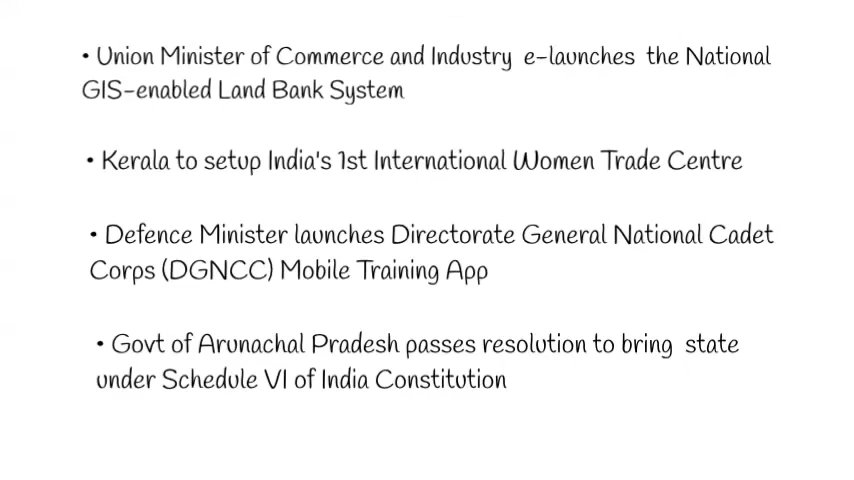 • Union Minister of Commerce and Industry e-launches the National
GIS-enabled Land Bank System
• Kerala to setup India's 1st International Women Trade Centre
• Defence Minister launches Directorate General National Cadet
Corps (DGNCC) Mobile Training App
• Govt of Arunachal Pradesh passes resolution to bring state
under Schedule VI of India Constitution